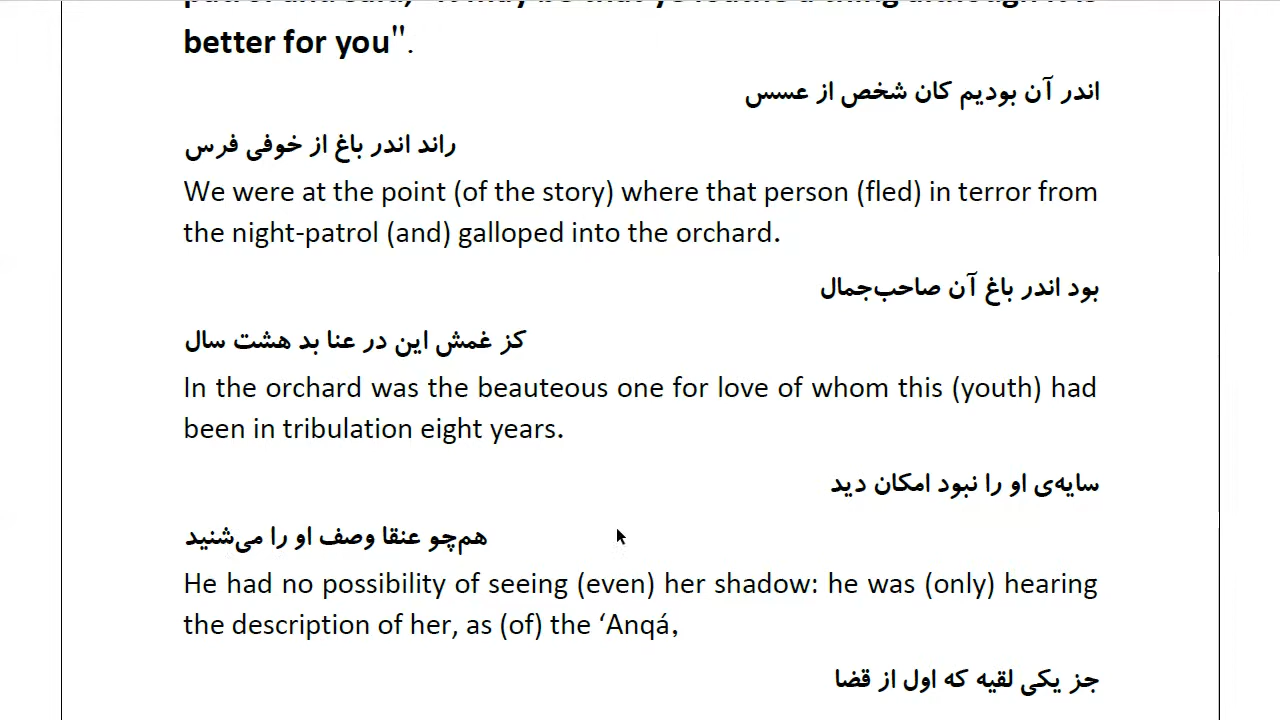 better for you".
اندر آن بودیم کان شخص از عسس
راند اندر باغ از خوفی فرس
We were at the point (of the story) where that person (fled) in terror from
the night-patrol (and) galloped into the orchard.
بود اندر باغ آن صاحب‌جمال
کز غمش این در عنا بد هشت سال
In the orchard was the beauteous one for love of whom this (youth) had
been in tribulation eight years.
سایه‌ی او را نبود امکان دید
هم‌چو عنقا وصف او را می‌شنید
He had no possibility of seeing (even) her shadow: he was (only) hearing
the description of her, as (of) the ‘Anqá,
جز یکی لقیه که اول از قضا